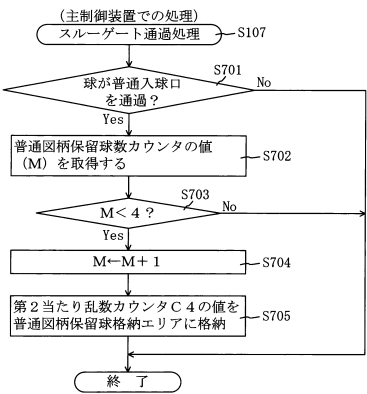 (主制御装置での処理)
スルーゲート通過処理
S107
球が普通入球口
を通過？
S701
No
Yes
普通図柄保留球数カウンタの値
(M)を取得する
S702
M＜4？
S703
No
Yes
M←M＋1
S704
第2当たり乱数カウンタC4の値を
普通図柄保留球格納エリアに格納
S705
終 了